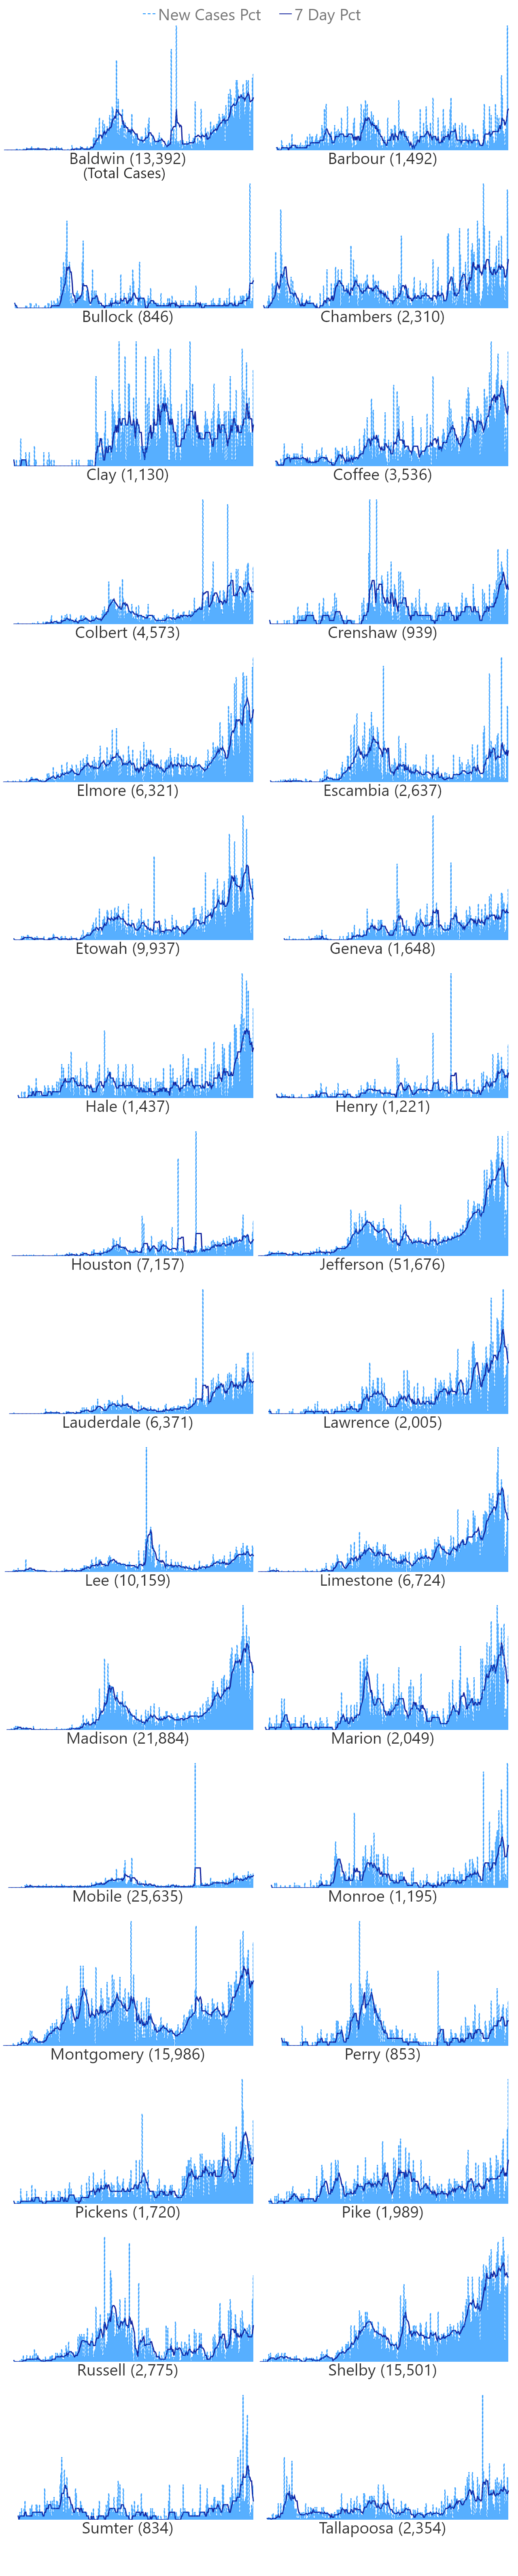 New Cases Pct 7 Day Pct
Baldwin (13,392) Barbour (1,492)
(Total Cases)
Bullock (846) Chambers (2,310)
Clay (1,130) Coffee (3,536)
Colbert (4,573) Crenshaw (939)
Elmore (6,321) Escambia (2,637)
Etowah (9,937) Geneva (1,648)
Hale (1,437) Henry (1,221)
Houston (7,157) Jefferson (51,676)
Lauderdale (6,371) Lawrence (2,005)
Lee (10,159) Limestone (6,724)
Madison (21,884) Marion (2,049)
Mobile (25,635) Monroe (1,195)
Montgomery (15,986) Perry (853)
Pickens (1,720) Pike (1,989)
Russell (2,775) Shelby (15,501)
Sumter (834) Tallapoosa (2,354)